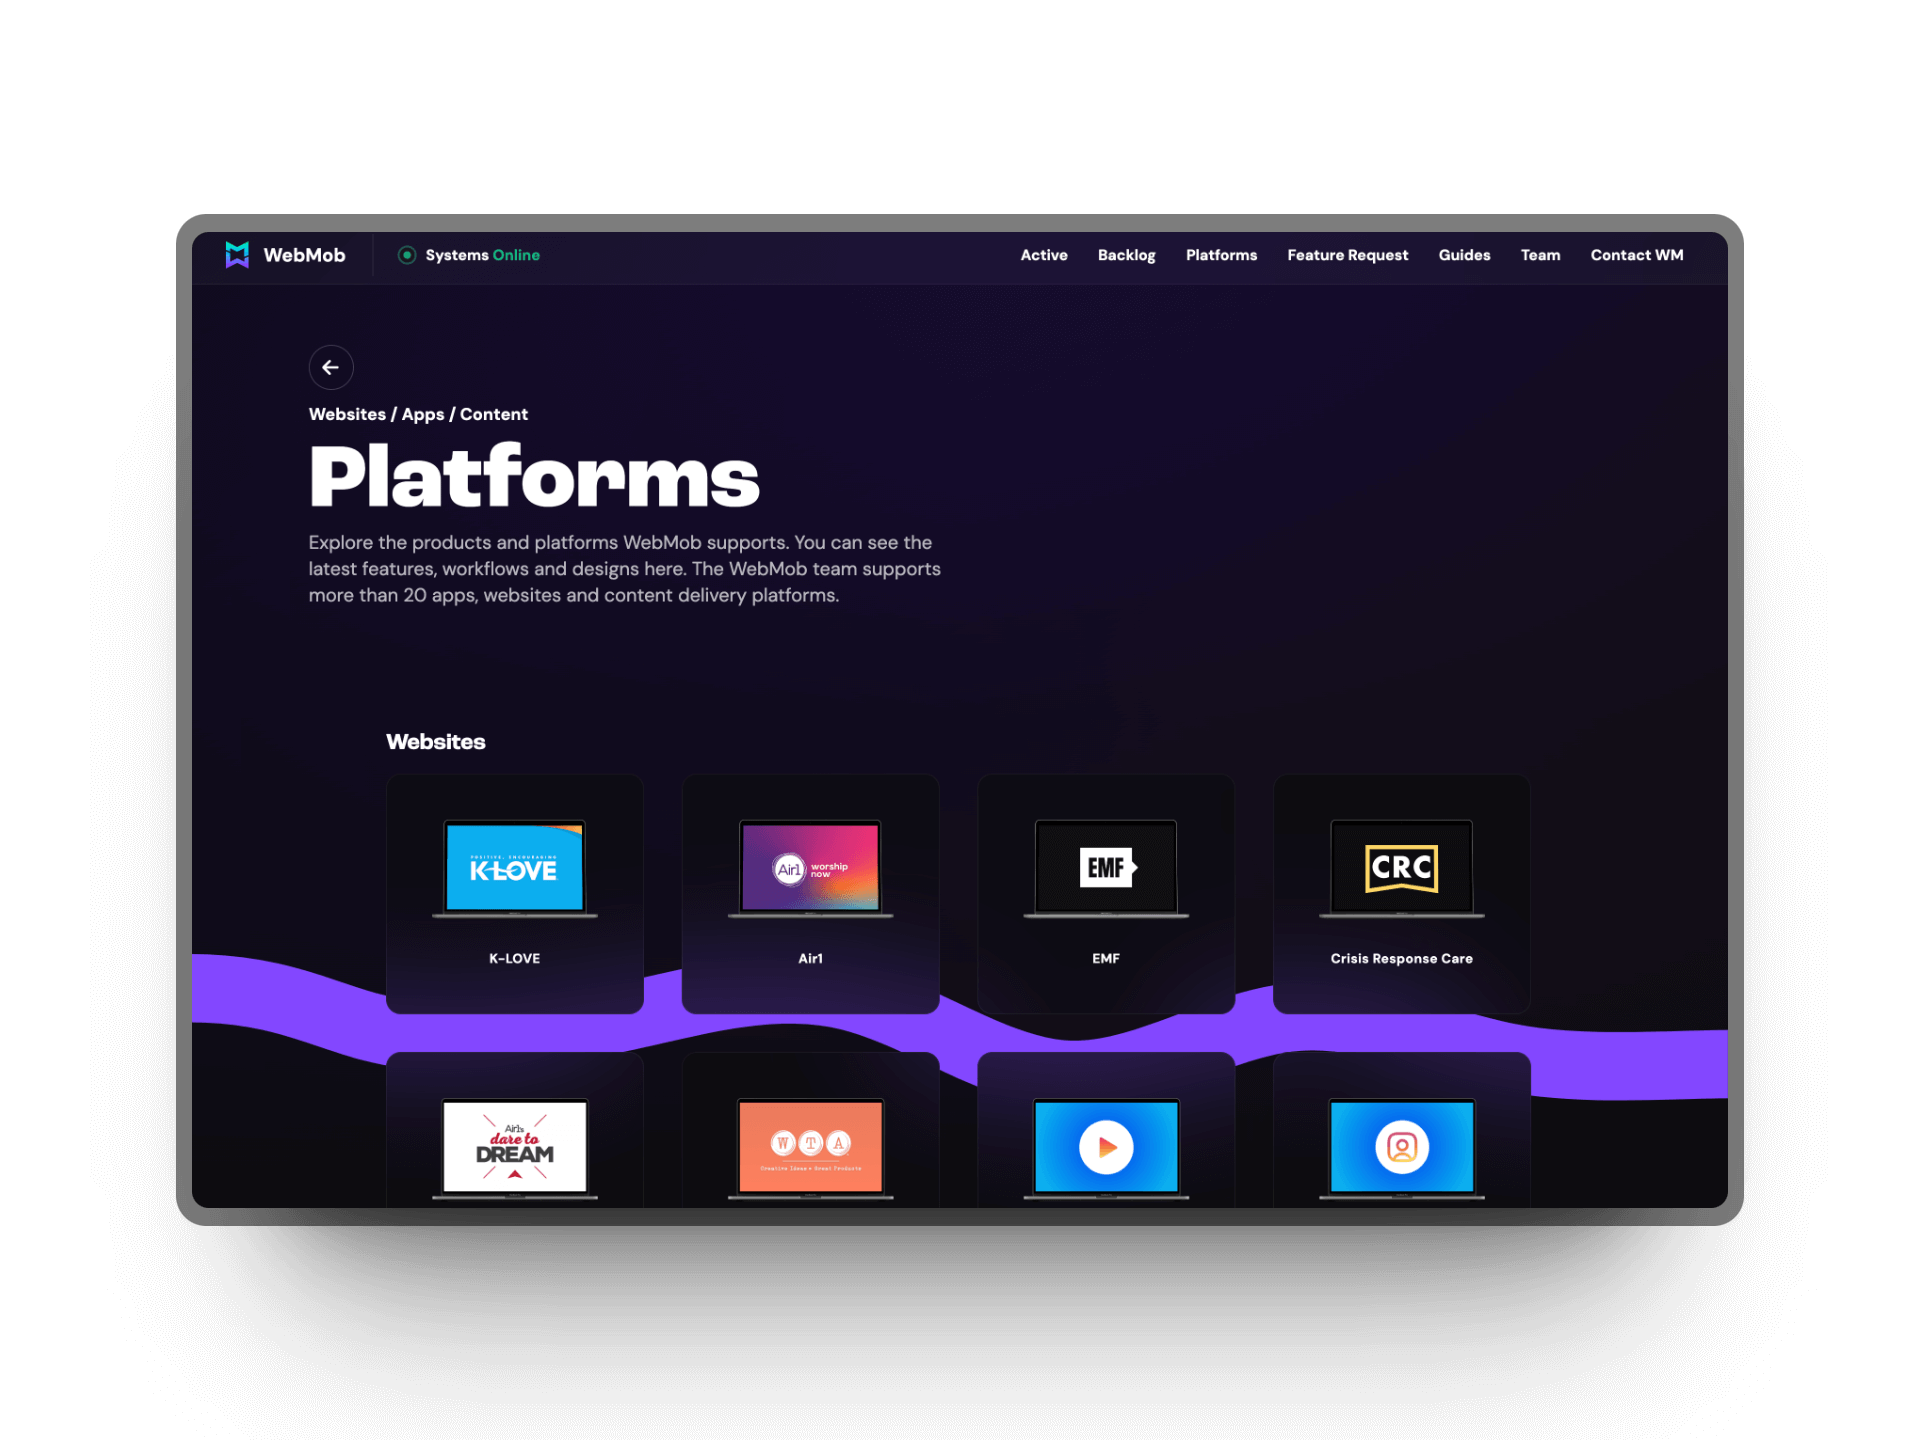 WebMob
Systems Online
Active Backlog Platforms Feature Request Guides Team Contact WM
Websites / Apps / Content
Platforms
Explore the products and platforms WebMob supports. You can see the
latest features, workflows and designs here. The WebMob team supports
more than 20 apps, websites and content delivery platforms.
Websites
POSITIVE, ENCOURAGING
K-LOVE
K-LOVE
Air1 worship
now
Air1
EMF
EMF
CRC
Crisis Response Care
Air1's
dare to
DREAM
WTA
Creative Ideas + Great Products